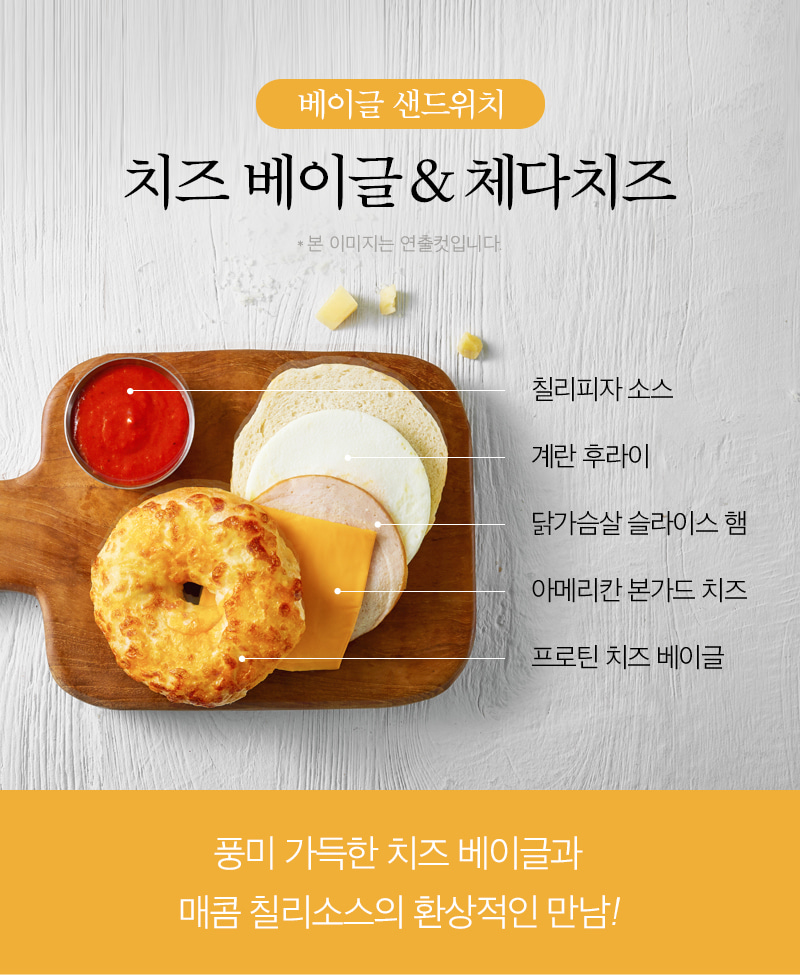 베이글 샌드위치
치즈 베이글 & 체다치즈
* 본 이미지는 연출컷입니다.
칠리피자 소스
계란 후라이
닭가슴살 슬라이스 햄
아메리칸 본가드 치즈
프로틴 치즈 베이글
풍미 가득한 치즈 베이글과
매콤 칠리소스의 환상적인 만남!